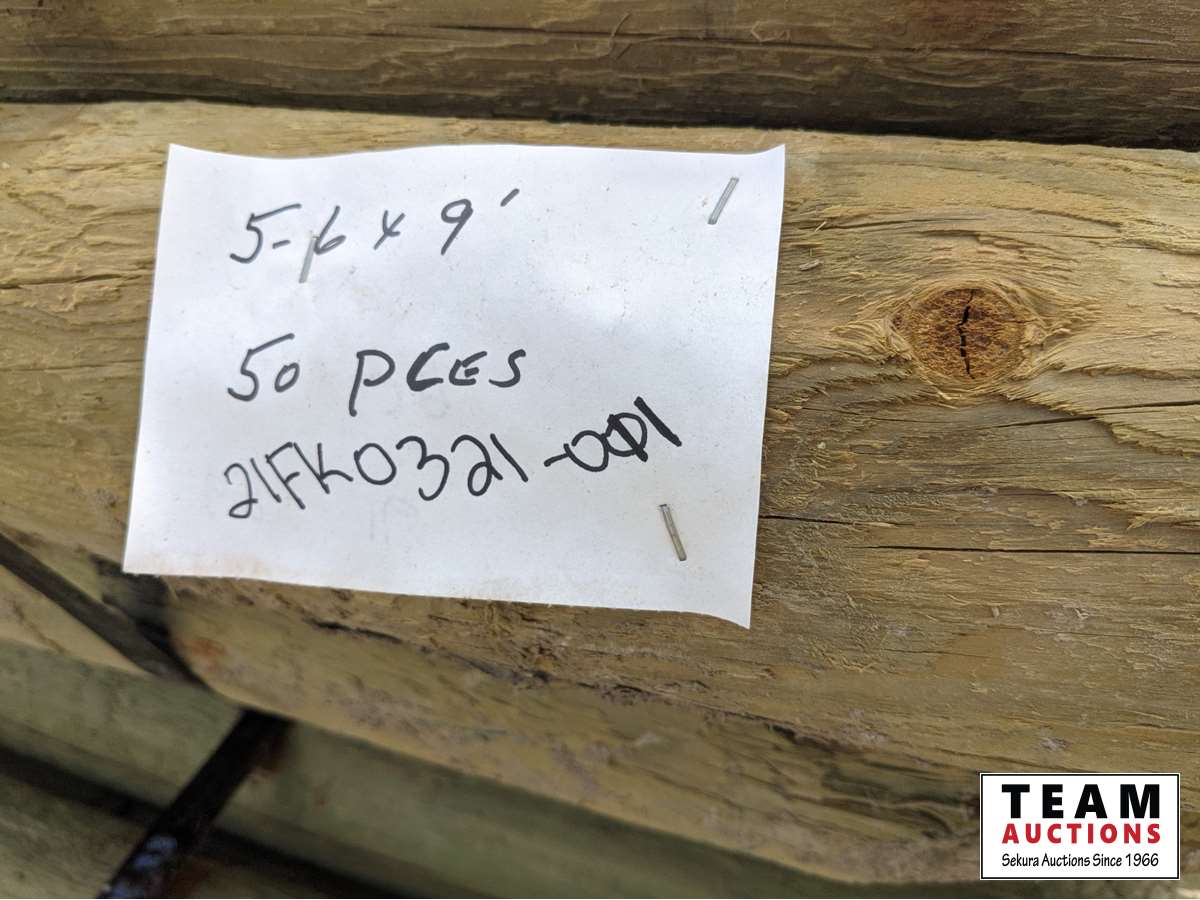 5-6 x 9'
50 PCES
21FK0321-001
TEAM
AUCTIONS
Sekura Auctions Since 1966